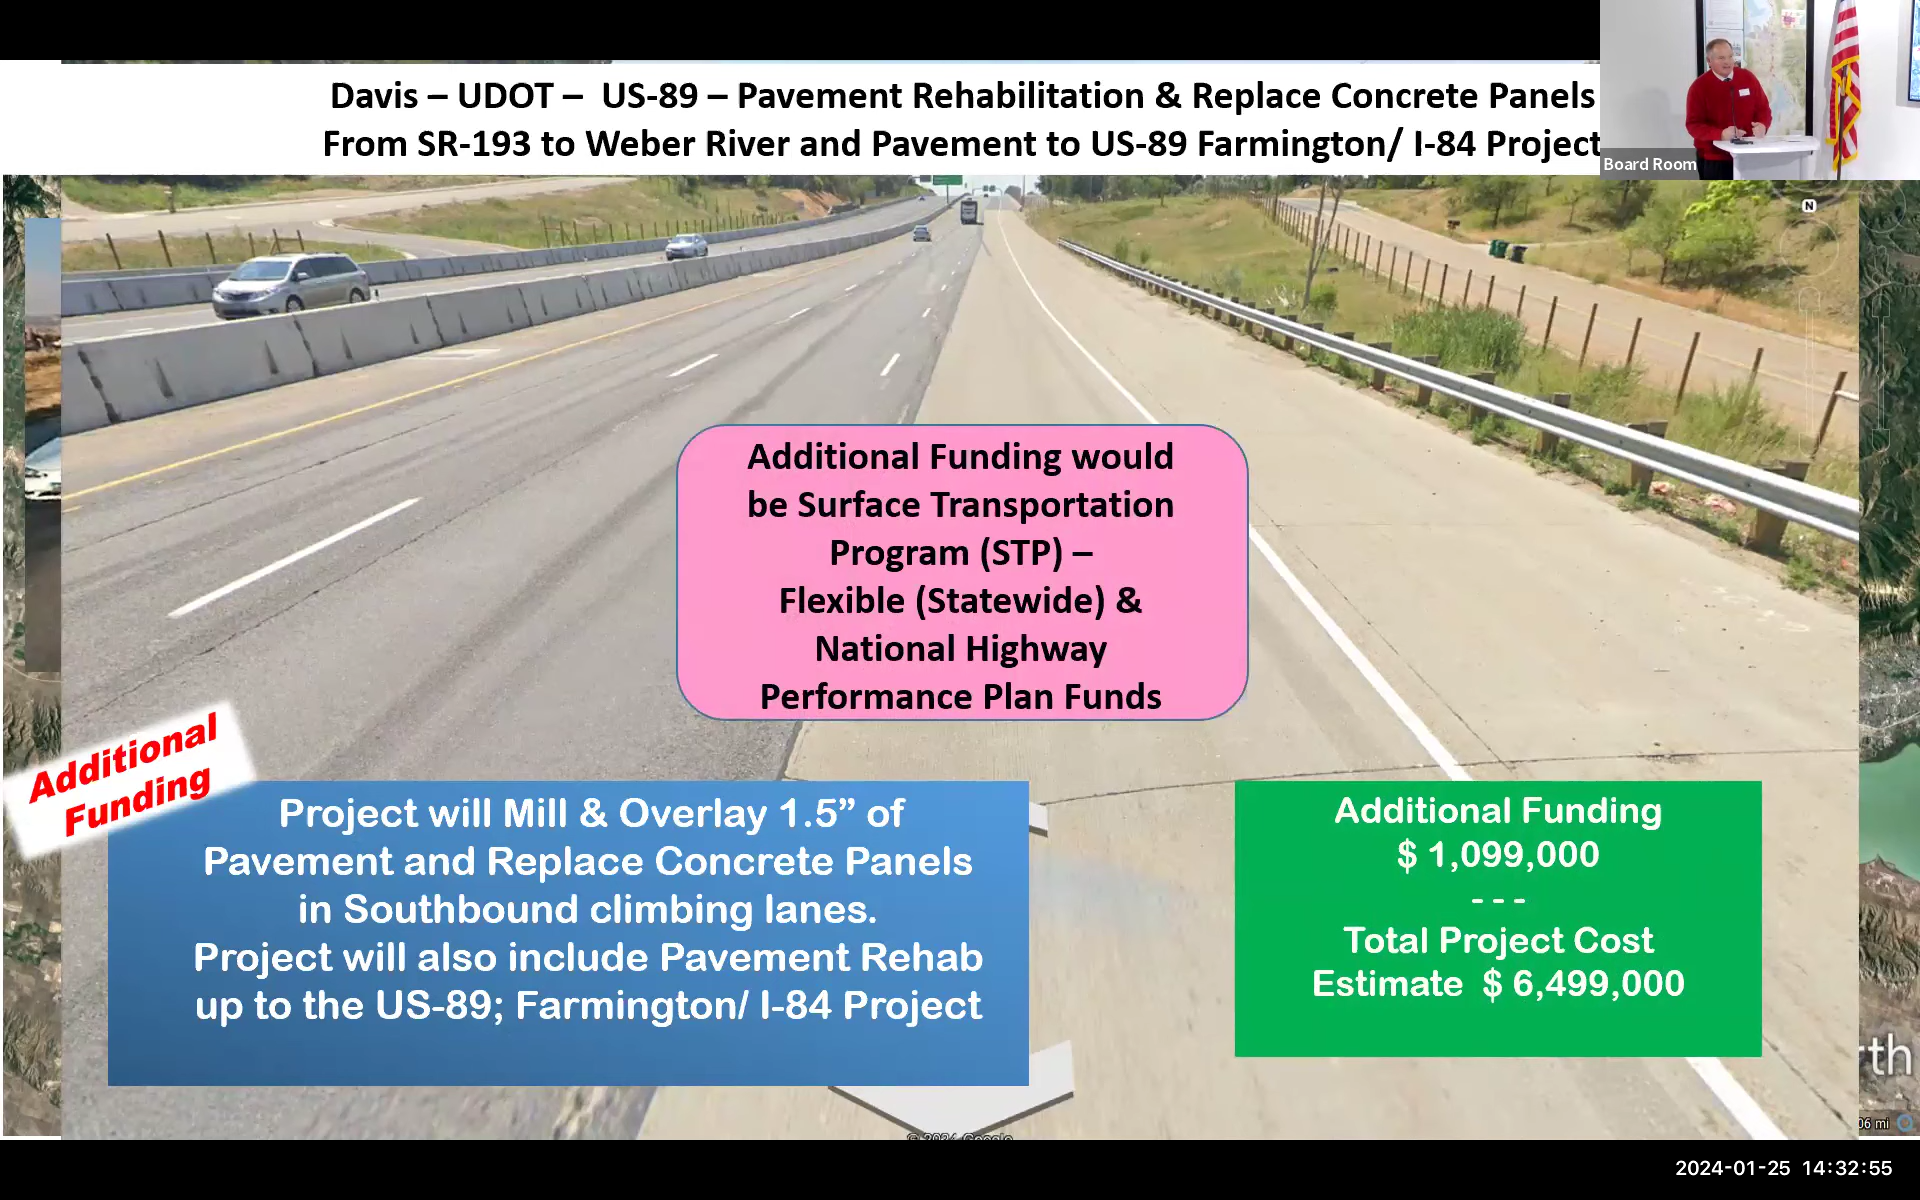 Davis – UDOT –  US-89 – Pavement Rehabilitation & Replace Concrete Panels
From SR-193 to Weber River and Pavement to US-89 Farmington/ I-84 Project
Board Room
N
Additional Funding would
be Surface Transportation
Program (STP) –
Flexible (Statewide) &
National Highway
Performance Plan Funds
Additional
Funding
Project will Mill & Overlay 1.5” of
Pavement and Replace Concrete Panels
in Southbound climbing lanes.
Project will also include Pavement Rehab
up to the US-89; Farmington/ I-84 Project
Additional Funding
$ 1,099,000
- - -
Total Project Cost
Estimate  $ 6,499,000
2024-01-25 14:32:55